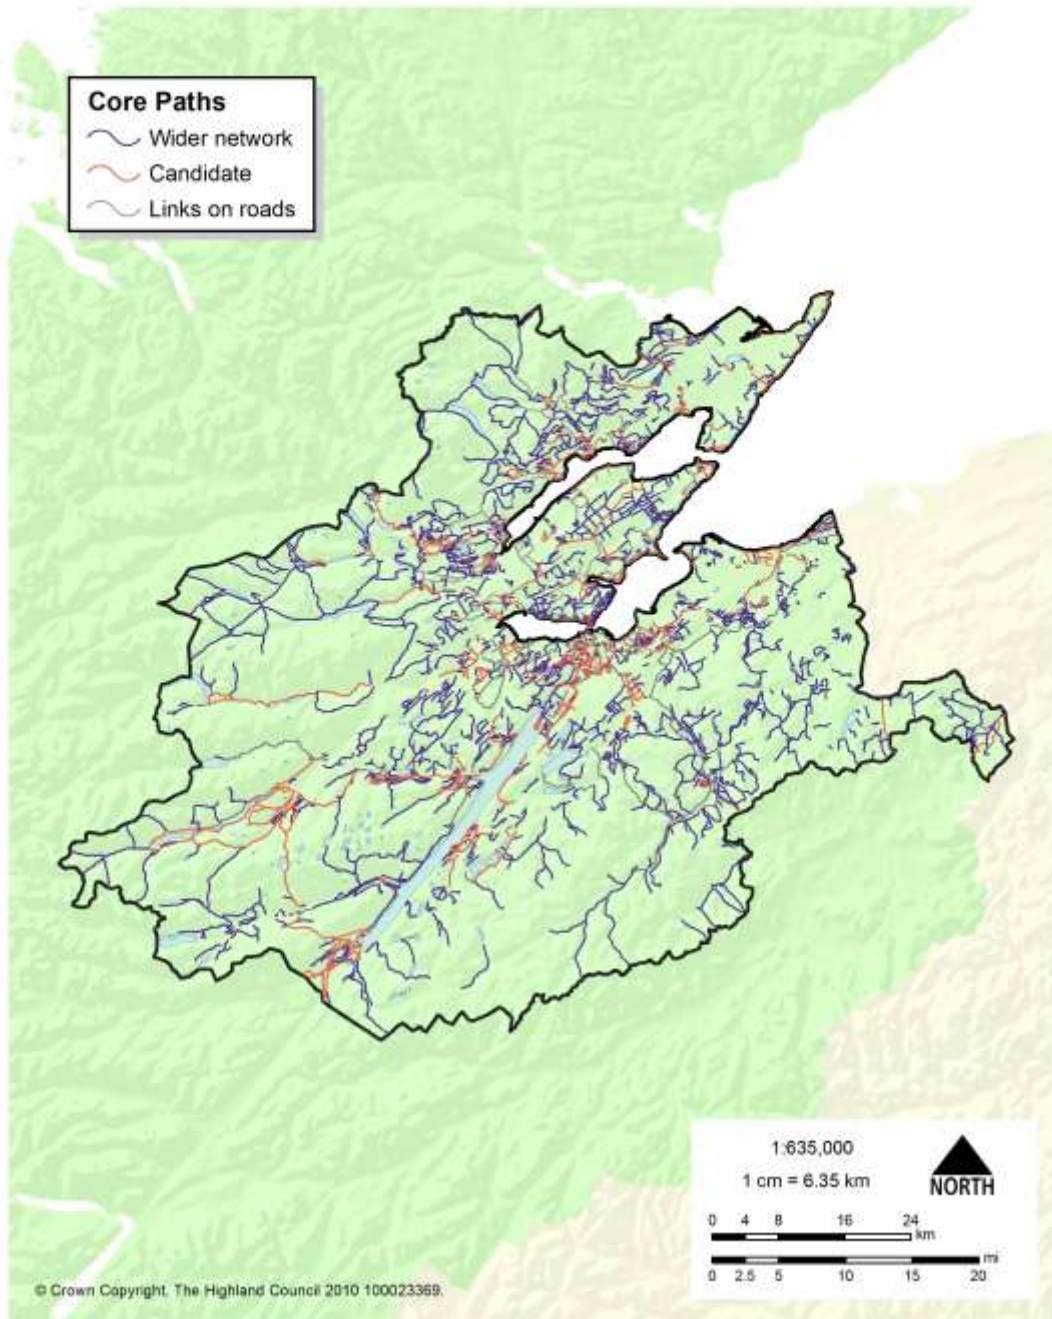 Core Paths
Wider network
Candidate
Links on roads
1:635,000
1 cm = 6.35 km
NORTH
0 4 8 16 24
km
mi
0 2.5 5 10 15 20
© Crown Copyright. The Highland Council 2010 100023369.